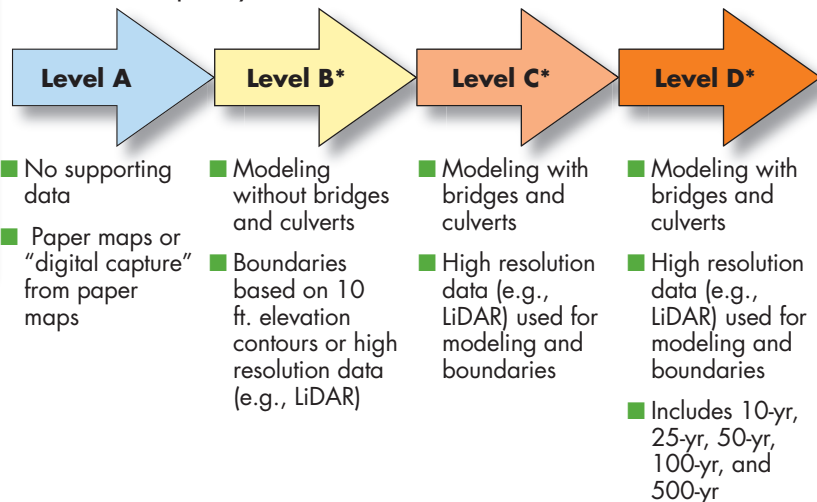 Level A
Level B*
Level C*
Level D*
No supporting
data
Paper maps or
“digital capture”
from paper
maps
Modeling
without bridges
and culverts
Boundaries
based on 10
ft. elevation
contours or high
resolution data
(e.g., LiDAR)
Modeling with
bridges and
culverts
High resolution
data (e.g.,
LiDAR) used for
modeling and
boundaries
Modeling with
bridges and
culverts
High resolution
data (e.g.,
LiDAR) used for
modeling and
boundaries
Includes 10-yr,
25-yr, 50-yr,
100-yr, and
500-yr